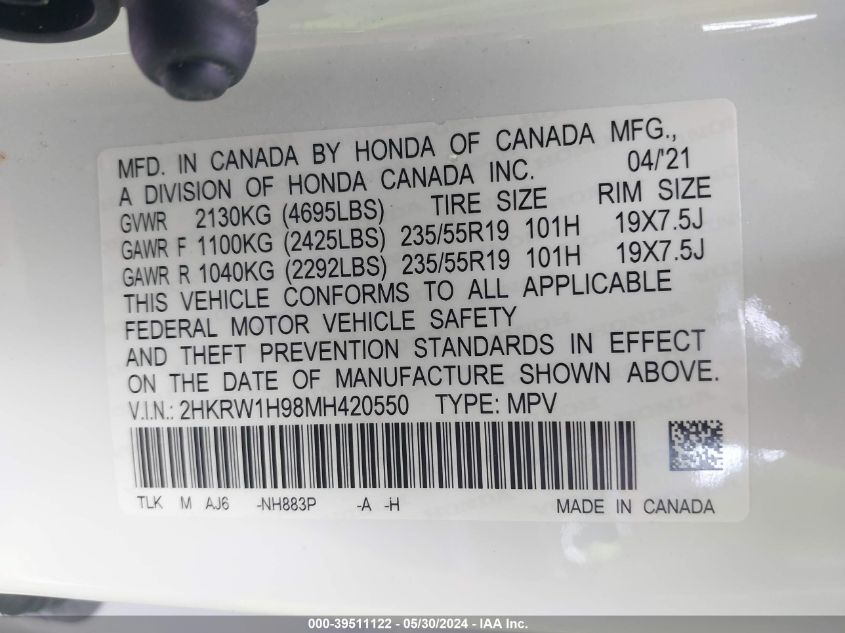 MFD. IN CANADA BY HONDA OF CANADA MFG.,
A DIVISION OF HONDA CANADA INC. 04/'21
GVWR 2130KG (4695LBS) TIRE SIZE RIM SIZE
GAWR F 1100KG (2425LBS) 235/55R19 101H 19X7.5J
GAWR R 1040KG (2292LBS) 235/55R19 101H 19X7.5J
THIS VEHICLE CONFORMS TO ALL APPLICABLE
FEDERAL MOTOR VEHICLE SAFETY
AND THEFT PREVENTION STANDARDS IN EFFECT
ON THE DATE OF MANUFACTURE SHOWN ABOVE.
V.I.N.: 2HKRW1H98MH420550 TYPE: MPV
TLK M AJ6 -NH883P -A -H MADE IN CANADA
000-39511122 - 05/30/2024 - IAA Inc.